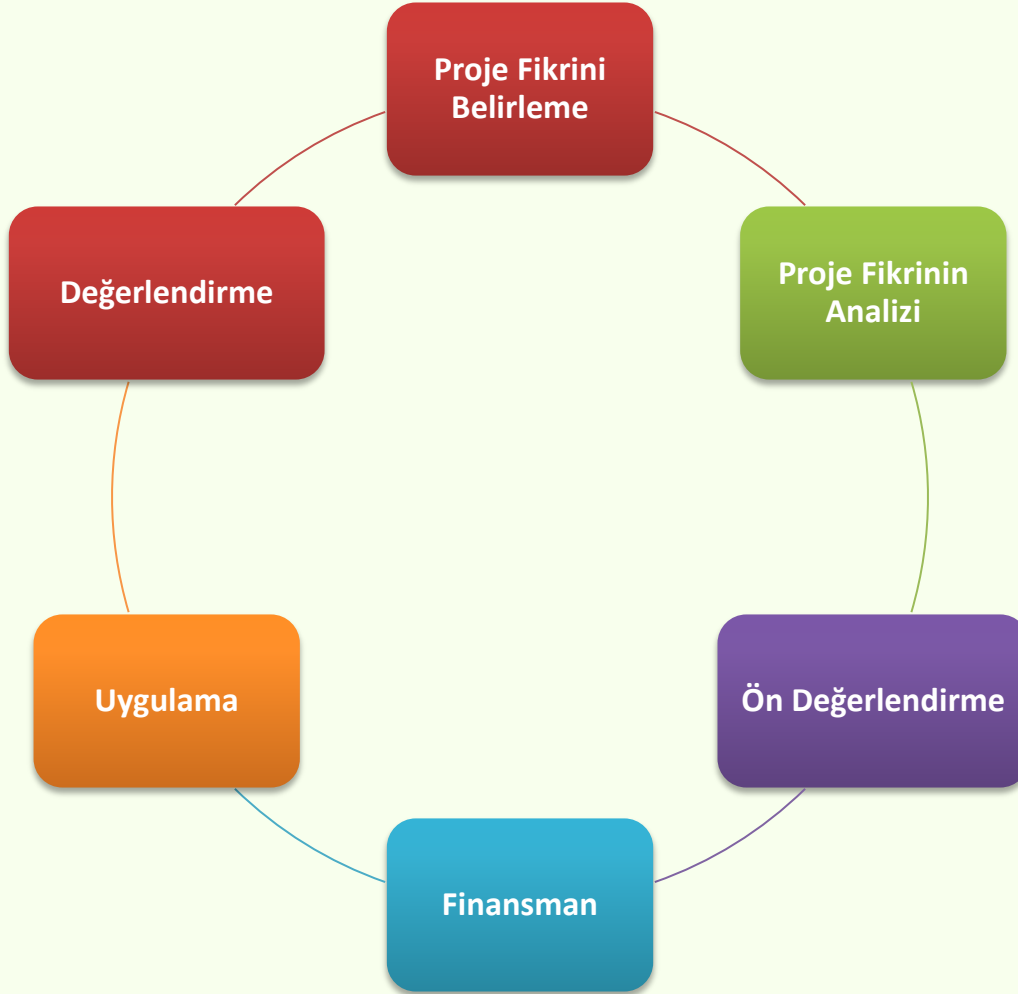 Proje Fikrini
Belirleme
Proje Fikrinin
Analizi
Ön Değerlendirme
Finansman
Uygulama
Değerlendirme